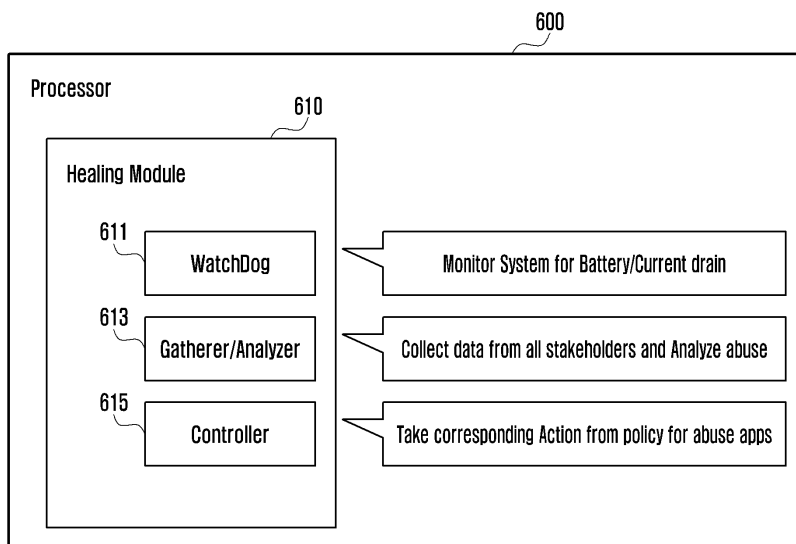 600
Processor
610
Healing Module
611
WatchDog
Monitor System for Battery/Current drain
613
Gatherer/Analyzer
Collect data from all stakeholders and Analyze abuse
615
Controller
Take corresponding Action from policy for abuse apps